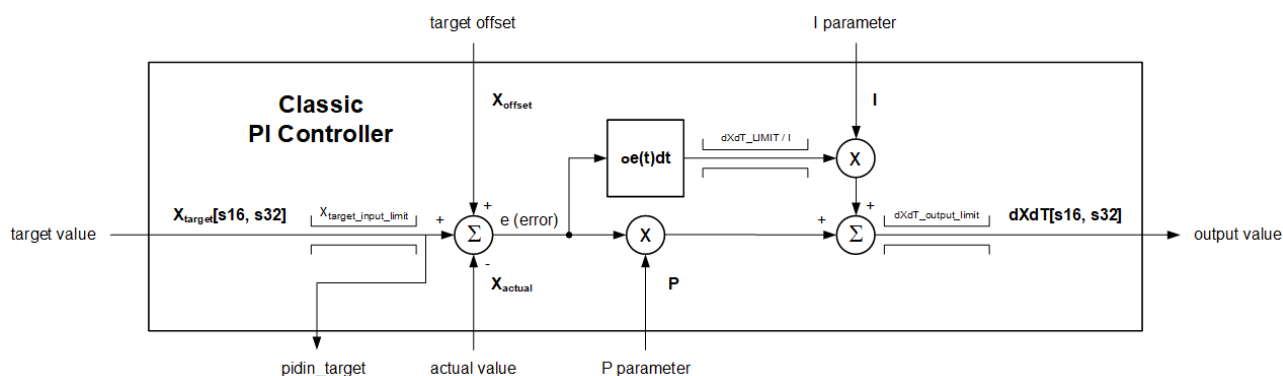 target offset
I parameter
Classic
PI Controller
Xoffset
I
oe(t)dt
dXdT_LIMIT / I
X
Xtarget[s16, s32]
Xtarget_input_limit
+
+
Σ
-
e (error)
X
+
+
Σ
dXdT_output_limit
dXdT[s16, s32]
target value
output value
Xactual
P
pidin_target
actual value
P parameter